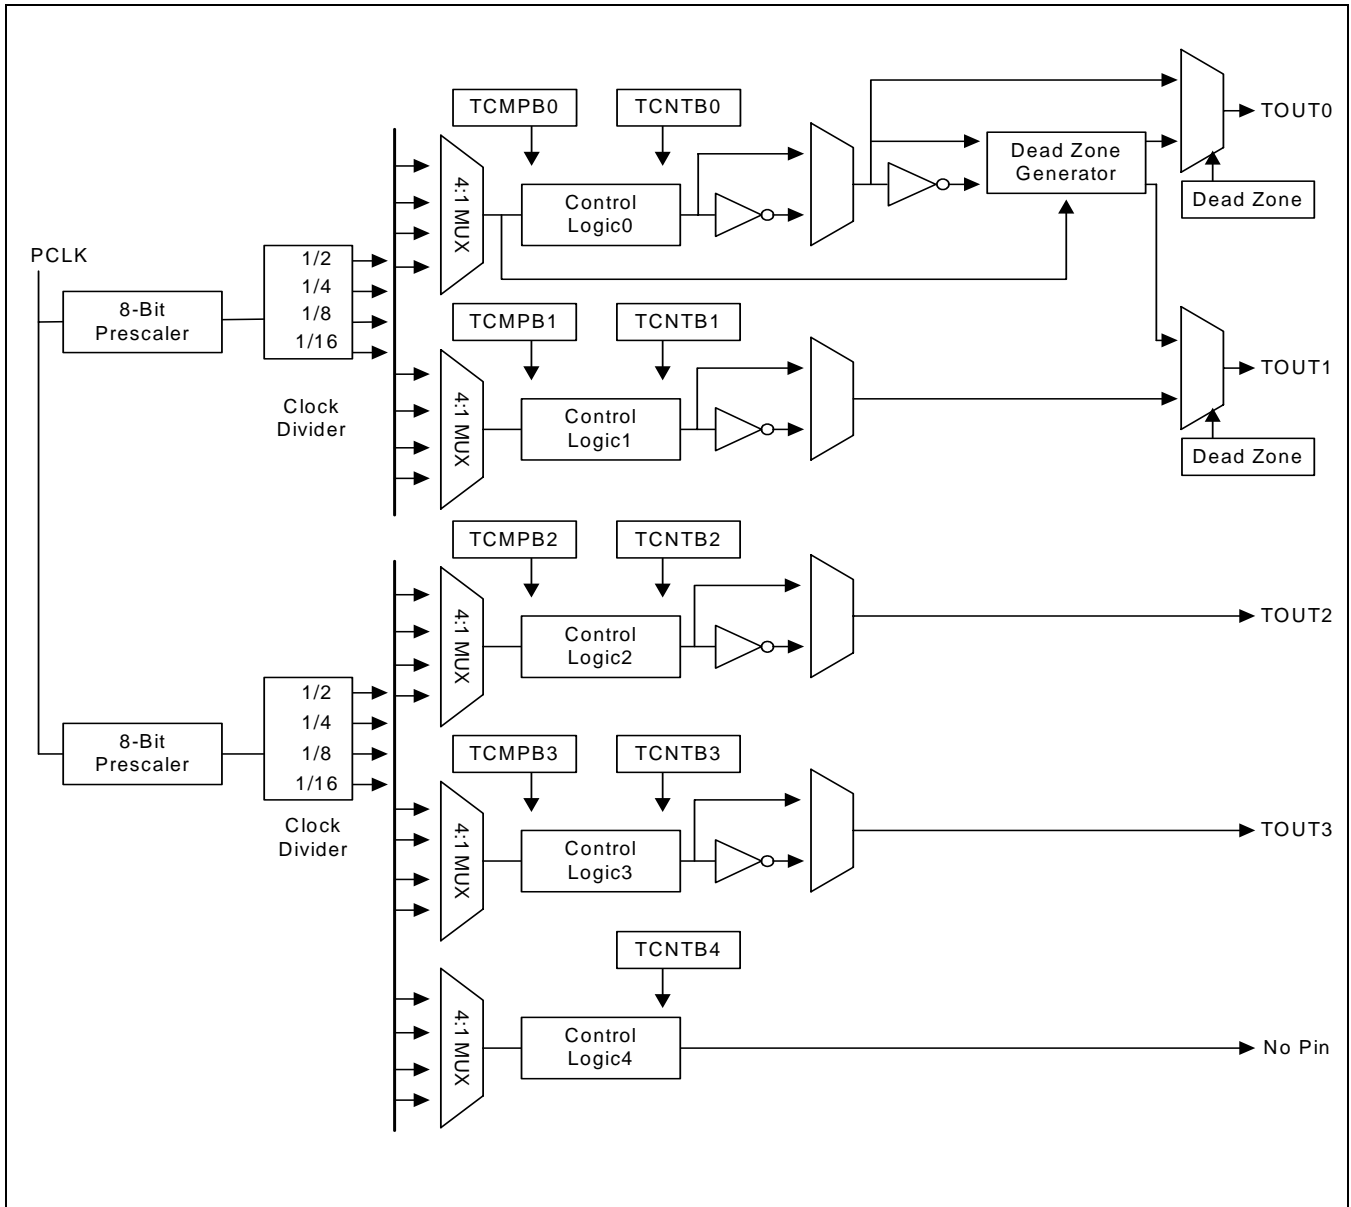 TCMPB0
TCNTB0
TOUT0
4:1 MUX
Control
Logic0
Dead Zone
Generator
Dead Zone
PCLK
8-Bit
Prescaler
1/2
1/4
1/8
1/16
Clock
Divider
TCMPB1
TCNTB1
4:1 MUX
Control
Logic1
TOUT1
Dead Zone
TCMPB2
TCNTB2
4:1 MUX
Control
Logic2
TOUT2
8-Bit
Prescaler
1/2
1/4
1/8
1/16
Clock
Divider
TCMPB3
TCNTB3
4:1 MUX
Control
Logic3
TOUT3
TCNTB4
4:1 MUX
Control
Logic4
No Pin